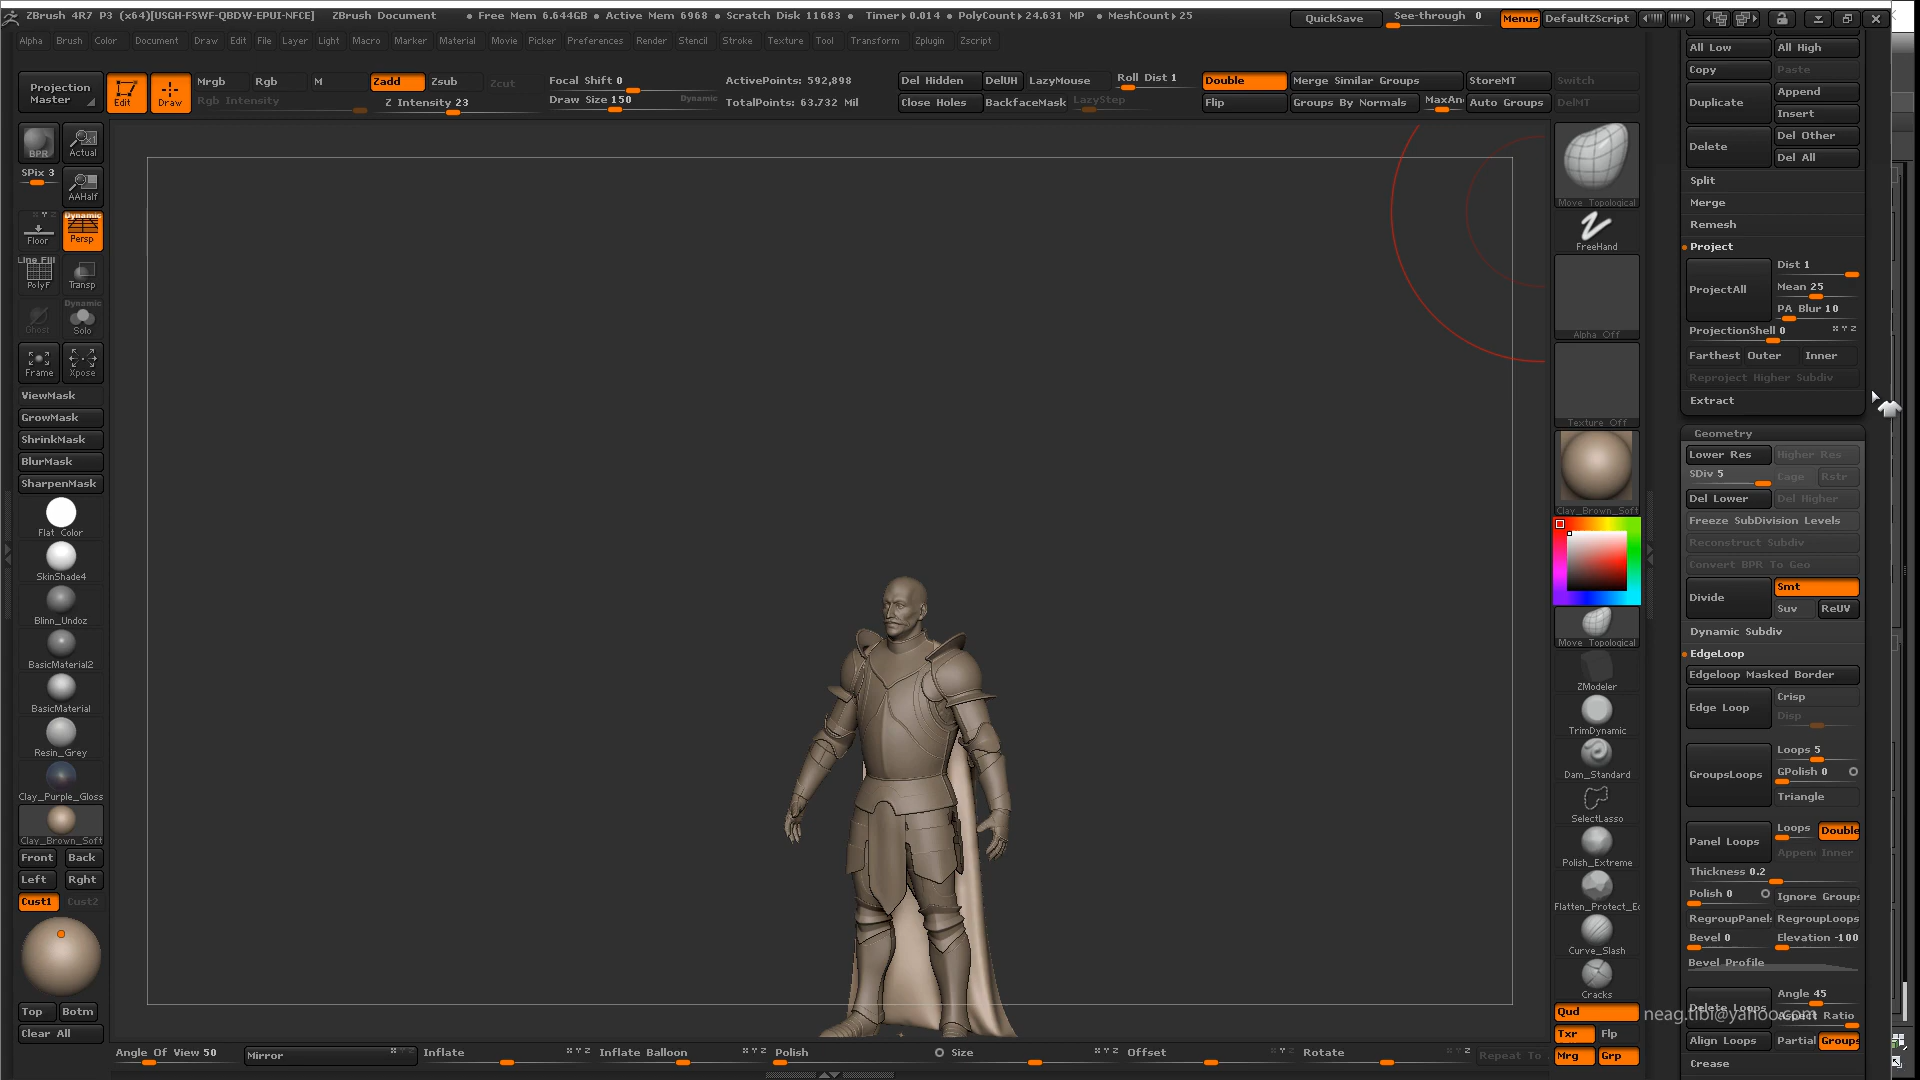 ZBrush 4R7 P3 (x64)[USGH-FSWF-QBDW-EPUI-NFCE] ZBrush Document • Free Mem 6.644GB • Active Mem 6968 • Scratch Disk 11683 • Timer▸0.014 • PolyCount▸24.631 MP • MeshCount▸25 QuickSave See-through 0 Menus DefaultZScript
Alpha Brush Color Document Draw Edit File Layer Light Macro Marker Material Movie Picker Preferences Render Stencil Stroke Texture Tool Transform Zplugin Zscript
Projection Master
Edit Draw
Mrgb Rgb M Zadd Zsub Zcut
Rgb Intensity Z Intensity 23
Focal Shift 0
Draw Size 150 Dynamic
ActivePoints: 592,898
TotalPoints: 63.732 Mil
Del Hidden DelUH LazyMouse Roll Dist 1
Close Holes BackfaceMask LazyStep
Double Merge Similar Groups StoreMT Switch
Flip Groups By Normals MaxAn Auto Groups DelMT
BPR Actual
SPix 3 AAHalf
Floor Dynamic Persp
Line Fill PolyF Transp
Ghost Dynamic Solo
Frame Xpose
ViewMask
GrowMask
ShrinkMask
BlurMask
SharpenMask
Flat Color
SkinShade4
Blinn_Undoz
BasicMaterial2
BasicMaterial
Resin_Grey
Clay_Purple_Gloss
Clay_Brown_Soft
Front Back
Left Rght
Cust1 Cust2
Top Botm
Clear All
Angle Of View 50 Mirror Inflate Inflate Balloon Polish Size Offset Rotate Repeat To
Move Topological
FreeHand
Alpha Off
Texture Off
Clay_Brown_Soft
Move Topological
ZModeler
TrimDynamic
Dam_Standard
SelectLasso
Polish_Extreme
Flatten_Protect_Ec
Curve_Slash
Cracks
Qud
Txr Flp
Mrg Grp
All Low All High
Copy Paste
Duplicate Append
Insert
Delete Del Other
Del All
Split
Merge
Remesh
Project
ProjectAll Dist 1
Mean 25
PA Blur 10
ProjectionShell 0
Farthest Outer Inner
Reproject Higher Subdiv
Extract
Geometry
Lower Res Higher Res
SDiv 5 Cage Rstr
Del Lower Del Higher
Freeze SubDivision Levels
Reconstruct Subdiv
Convert BPR To Geo
Divide Smt
Suv ReUV
Dynamic Subdiv
EdgeLoop
Edgeloop Masked Border
Edge Loop Crisp
Disp
GroupsLoops Loops 5
GPolish 0
Triangle
Panel Loops Loops Double
Appen Inner
Thickness 0.2
Polish 0 Ignore Groups
RegroupPanels RegroupLoops
Bevel 0 Elevation -100
Bevel Profile
Delete Loops Angle 45
Aspect Ratio
neag.tibi@yahoo.com
Align Loops Partial Groups
Crease